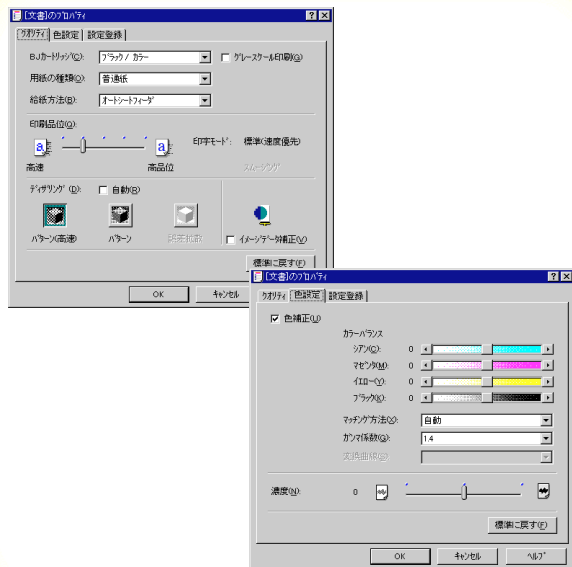 [文書]のプロパティ
クオリティ 色設定 設定登録
BJカートリッジ(C): ブラック / カラー グレースケール印刷(G)
用紙の種類(O): 普通紙
給紙方法(B): オートシートフィーダ
印刷品位(Q):
a a 印字モード: 標準(速度優先)
高速 高品位 スムージング
ディザリング (D): 自動(R)
パターン(高速) パターン 誤差拡散 イメージデータ補正(V)
標準に戻す(F)
OK キャンセル
[文書]のプロパティ
クオリティ 色設定 設定登録
色補正(U)
カラーバランス
シアン(C): 0
マゼンタ(M): 0
イエロー(Y): 0
ブラック(K): 0
マッチング方法(X): 自動
ガンマ係数(G): 1.4
濃度(N): 0
標準に戻す(F)
OK キャンセル ヘルプ